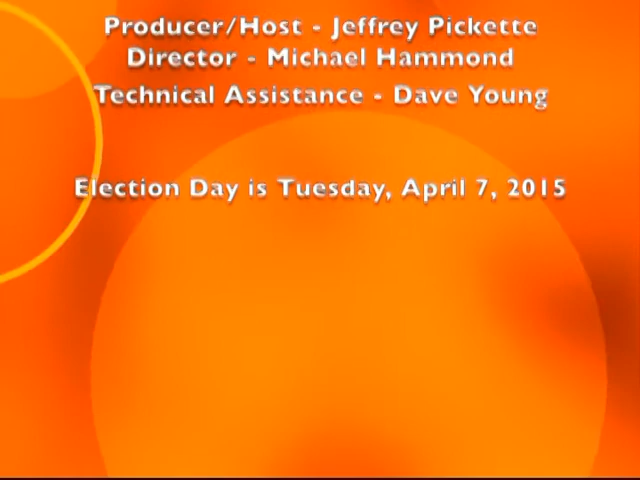 Producer/Host - Jeffrey Pickette
Director - Michael Hammond
Technical Assistance - Dave Young
Election Day is Tuesday, April 7, 2015